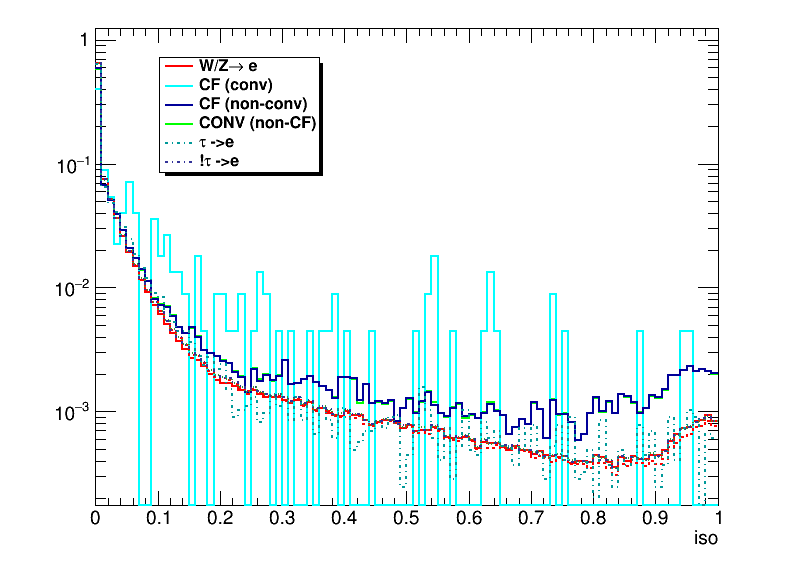 1
W/Z→ e
CF (conv)
CF (non-conv)
CONV (non-CF)
τ ->e
!τ ->e
10⁻¹
10⁻²
10⁻³
0 0.1 0.2 0.3 0.4 0.5 0.6 0.7 0.8 0.9 1
iso